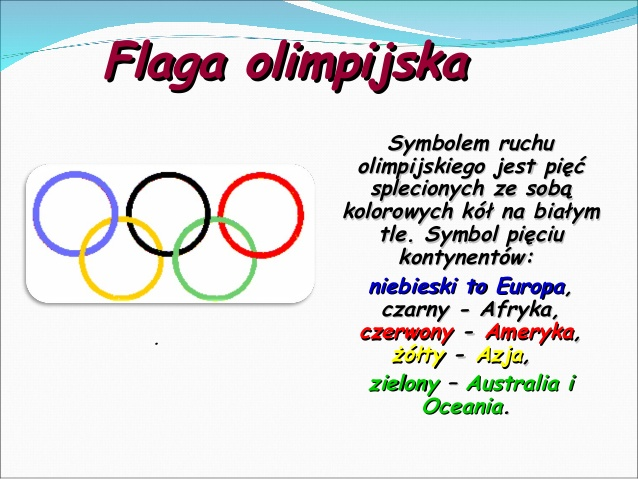 Flaga olimpijska
Symbolem ruchu
olimpijskiego jest pięć
splecionych ze sobą
kolorowych kół na białym
tle. Symbol pięciu
kontynentów:
niebieski to Europa,
czarny - Afryka,
czerwony - Ameryka,
żółty - Azja,
zielony – Australia i
Oceania.
.